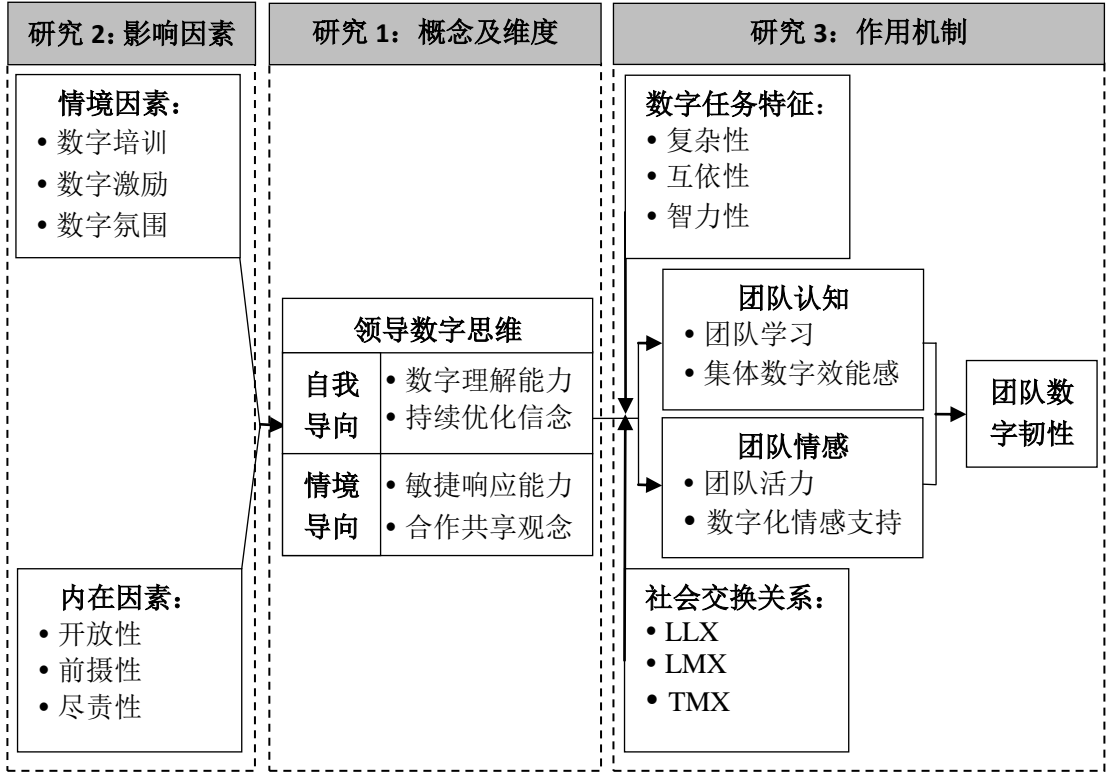 研究 2: 影响因素
情境因素：
• 数字培训
• 数字激励
• 数字氛围
内在因素：
• 开放性
• 前摄性
• 尽责性
研究 1：概念及维度
领导数字思维
自我
导向
• 数字理解能力
• 持续优化信念
情境
导向
• 敏捷响应能力
• 合作共享观念
研究 3：作用机制
数字任务特征：
• 复杂性
• 互依性
• 智力性
团队认知
• 团队学习
• 集体数字效能感
团队情感
• 团队活力
• 数字化情感支持
社会交换关系：
• LLX
• LMX
• TMX
团队数
字韧性